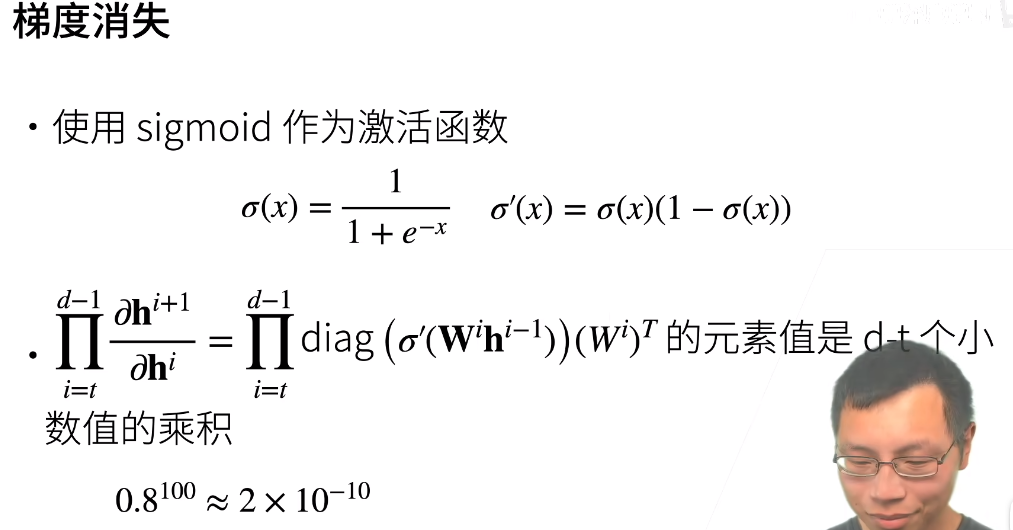 梯度消失
• 使用 sigmoid 作为激活函数
σ(x) = 1 / (1 + e^{−x})   σ′(x) = σ(x)(1 − σ(x))
• ∏_{i=t}^{d−1} ∂𝐡^{i+1} / ∂𝐡^{i} = ∏_{i=t}^{d−1} diag (σ′(𝐖^{i}𝐡^{i−1})) (W^{i})^{T} 的元素值是 d-t 个小
数值的乘积
0.8^{100} ≈ 2 × 10^{−10}